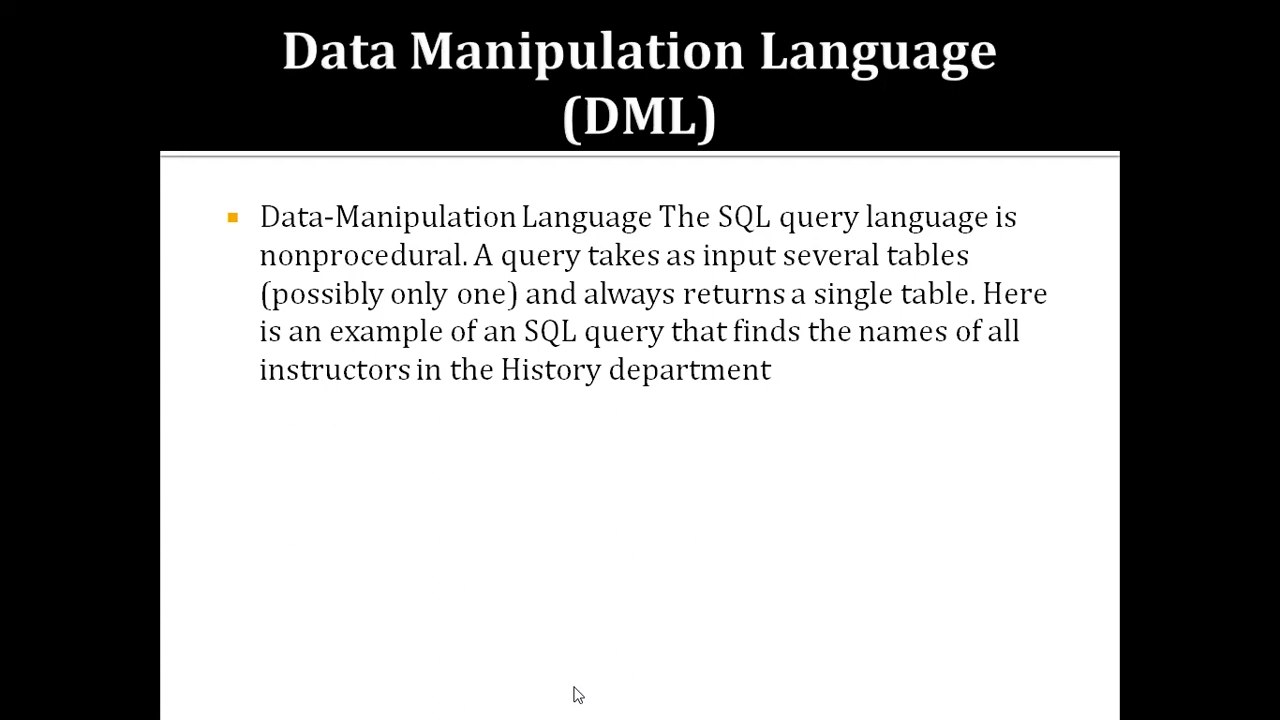 Data Manipulation Language
(DML)
Data-Manipulation Language The SQL query language is
nonprocedural. A query takes as input several tables
(possibly only one) and always returns a single table. Here
is an example of an SQL query that finds the names of all
instructors in the History department